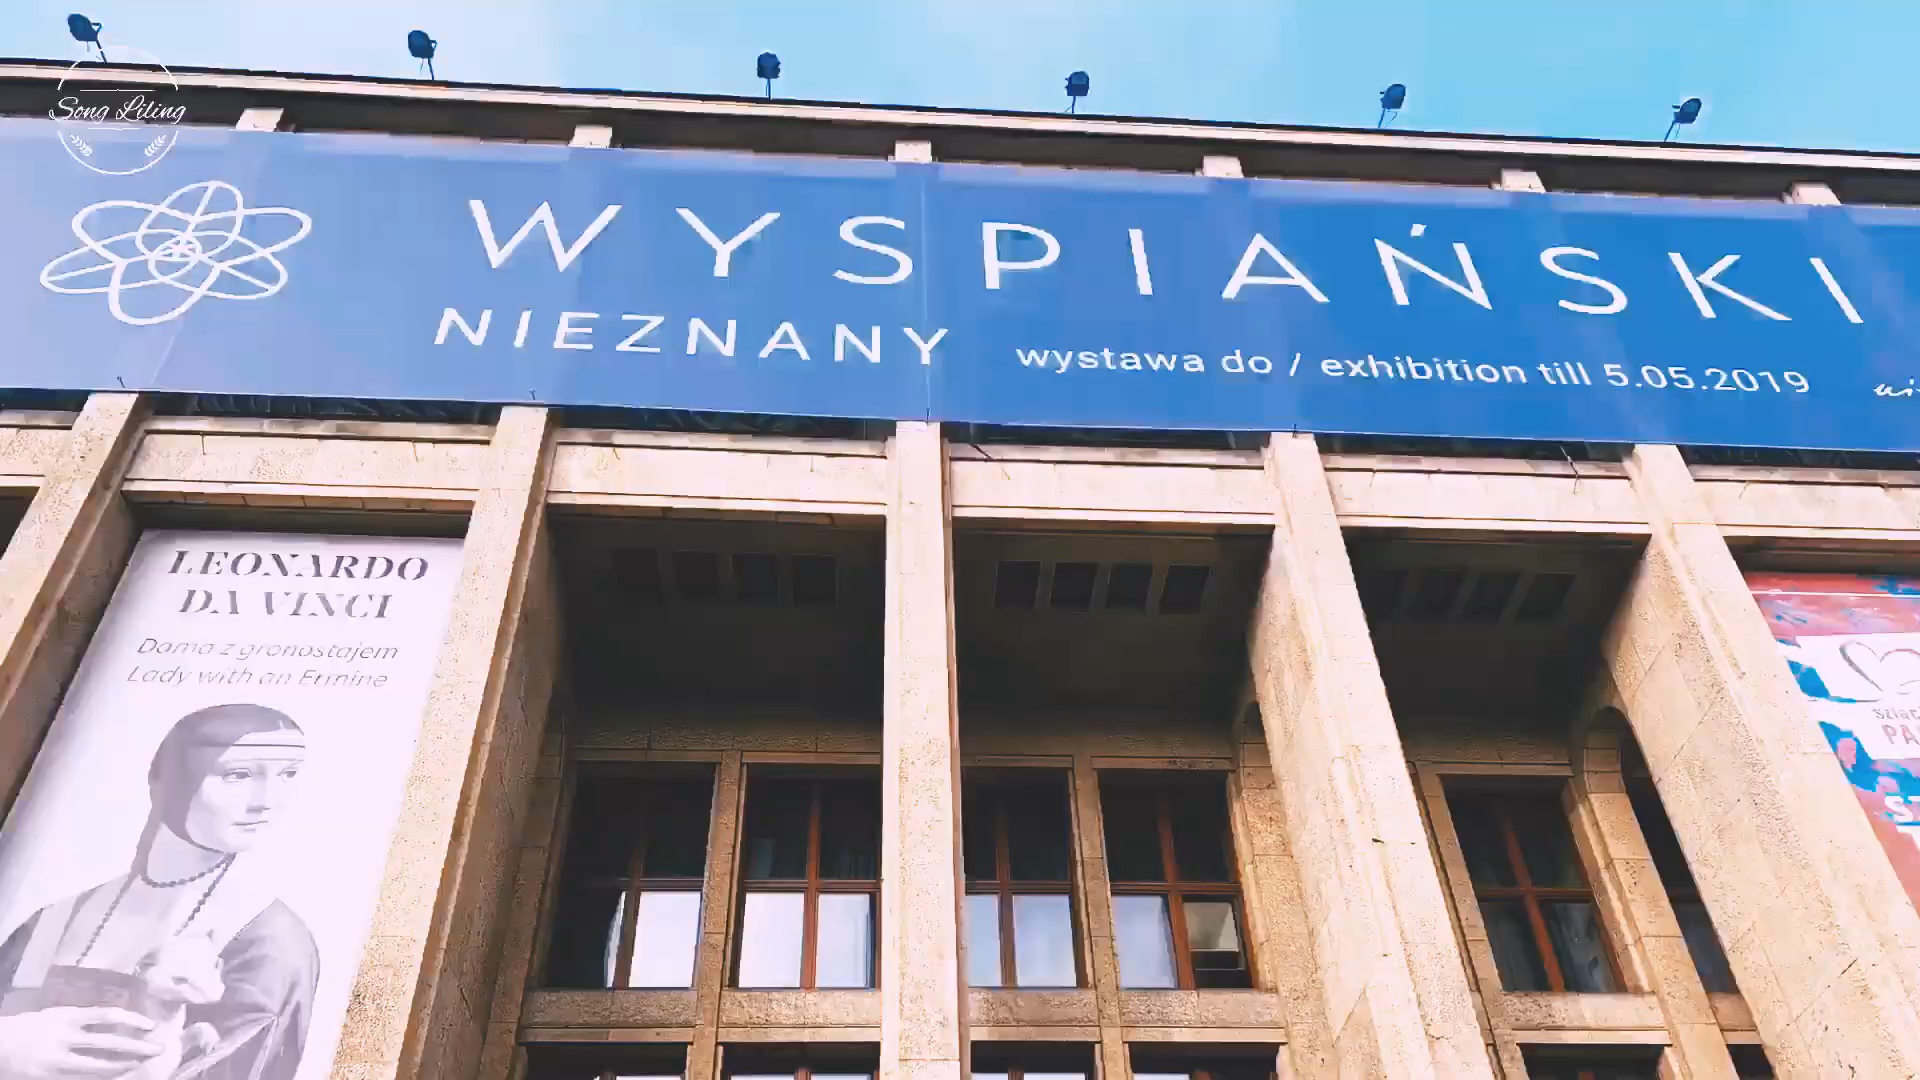 Song Liling
WYSPIAŃSKI
NIEZNANY
wystawa do / exhibition till 5.05.2019
LEONARDO
DA VINCI
Dama z gronostajem
Lady with an Ermine